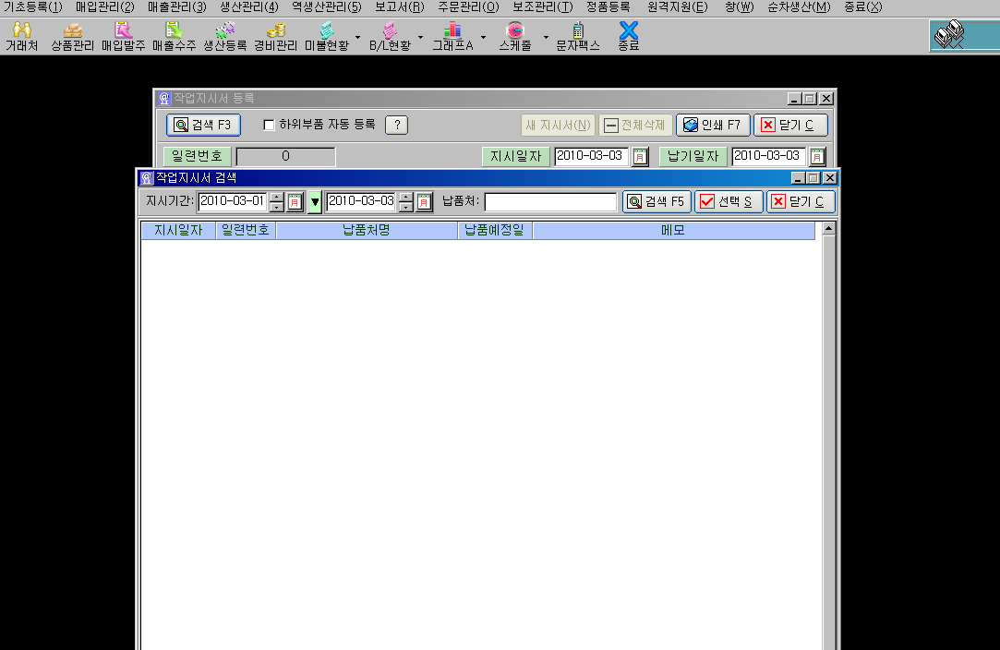 기초등록(1) 매입관리(2) 매출관리(3) 생산관리(4) 역생산관리(5) 보고서(R) 주문관리(O) 보조관리(T) 정품등록 원격지원(E) 창(W) 순차생산(M) 종료(X)
거래처 상품관리 매입발주 매출수주 생산등록 경비관리 미불현황 B/L현황 그래프A 스케줄 문자팩스 종료
작업지시서 등록
검색 F3 하위부품 자동 등록 ? 새 지시서(N) 전체삭제 인쇄 F7 닫기 C
일련번호 0 지시일자 2010-03-03 납기일자 2010-03-03
작업지시서 검색
지시기간: 2010-03-01 2010-03-03 납품처: 검색 F5 선택 S 닫기 C
지시일자 일련번호 납품처명 납품예정일 메모